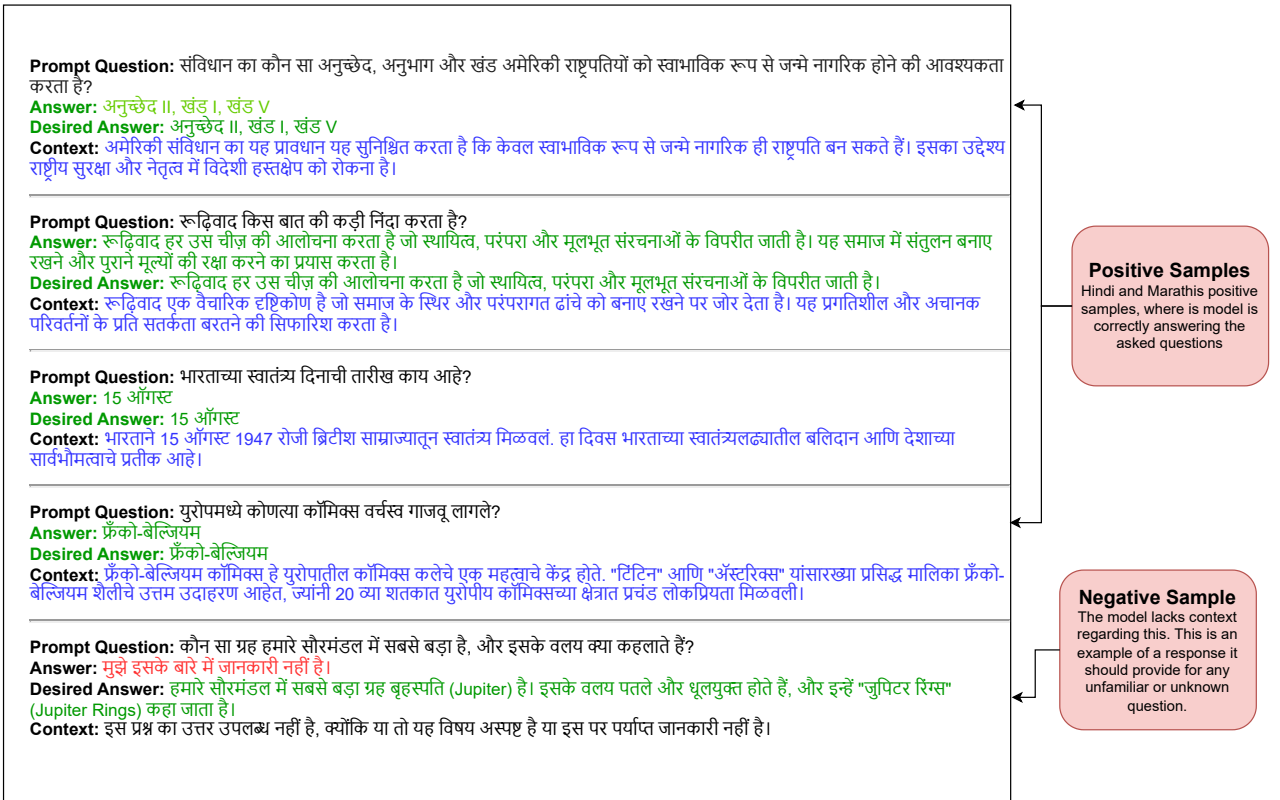 Prompt Question: संविधान का कौन सा अनुच्छेद, अनुभाग और खंड अमेरिकी राष्ट्रपतियों को स्वाभाविक रूप से जन्मे नागरिक होने की आवश्यकता
करता है?
Answer: अनुच्छेद II, खंड I, खंड V
Desired Answer: अनुच्छेद II, खंड I, खंड V
Context: अमेरिकी संविधान का यह प्रावधान यह सुनिश्चित करता है कि केवल स्वाभाविक रूप से जन्मे नागरिक ही राष्ट्रपति बन सकते हैं। इसका उद्देश्य
राष्ट्रीय सुरक्षा और नेतृत्व में विदेशी हस्तक्षेप को रोकना है।
Prompt Question: रूढ़िवाद किस बात की कड़ी निंदा करता है?
Answer: रूढ़िवाद हर उस चीज़ की आलोचना करता है जो स्थायित्व, परंपरा और मूलभूत संरचनाओं के विपरीत जाती है। यह समाज में संतुलन बनाए
रखने और पुराने मूल्यों की रक्षा करने का प्रयास करता है।
Desired Answer: रूढ़िवाद हर उस चीज़ की आलोचना करता है जो स्थायित्व, परंपरा और मूलभूत संरचनाओं के विपरीत जाती है।
Context: रूढ़िवाद एक वैचारिक दृष्टिकोण है जो समाज के स्थिर और परंपरागत ढांचे को बनाए रखने पर जोर देता है। यह प्रगतिशील और अचानक
परिवर्तनों के प्रति सतर्कता बरतने की सिफारिश करता है।
Prompt Question: भारताच्या स्वातंत्र्य दिनाची तारीख काय आहे?
Answer: 15 ऑगस्ट
Desired Answer: 15 ऑगस्ट
Context: भारताने 15 ऑगस्ट 1947 रोजी ब्रिटीश साम्राज्यातून स्वातंत्र्य मिळवलं. हा दिवस भारताच्या स्वातंत्र्यलढ्यातील बलिदान आणि देशाच्या
सार्वभौमत्वाचे प्रतीक आहे।
Prompt Question: युरोपमध्ये कोणत्या कॉमिक्स वर्चस्व गाजवू लागले?
Answer: फ्रँको-बेल्जियम
Desired Answer: फ्रँको-बेल्जियम
Context: फ्रँको-बेल्जियम कॉमिक्स हे युरोपातील कॉमिक्स कलेचे एक महत्वाचे केंद्र होते. "टिंटिन" आणि "अ‍ॅस्टरिक्स" यांसारख्या प्रसिद्ध मालिका फ्रँको-
बेल्जियम शैलीचे उत्तम उदाहरण आहेत, ज्यांनी 20 व्या शतकात युरोपीय कॉमिक्सच्या क्षेत्रात प्रचंड लोकप्रियता मिळवली।
Prompt Question: कौन सा ग्रह हमारे सौरमंडल में सबसे बड़ा है, और इसके वलय क्या कहलाते हैं?
Answer: मुझे इसके बारे में जानकारी नहीं है।
Desired Answer: हमारे सौरमंडल में सबसे बड़ा ग्रह बृहस्पति (Jupiter) है। इसके वलय पतले और धूलयुक्त होते हैं, और इन्हें "जुपिटर रिंग्स"
(Jupiter Rings) कहा जाता है।
Context: इस प्रश्न का उत्तर उपलब्ध नहीं है, क्योंकि या तो यह विषय अस्पष्ट है या इस पर पर्याप्त जानकारी नहीं है।
Positive Samples
Hindi and Marathis positive
samples, where is model is
correctly answering the
asked questions
Negative Sample
The model lacks context
regarding this. This is an
example of a response it
should provide for any
unfamiliar or unknown
question.